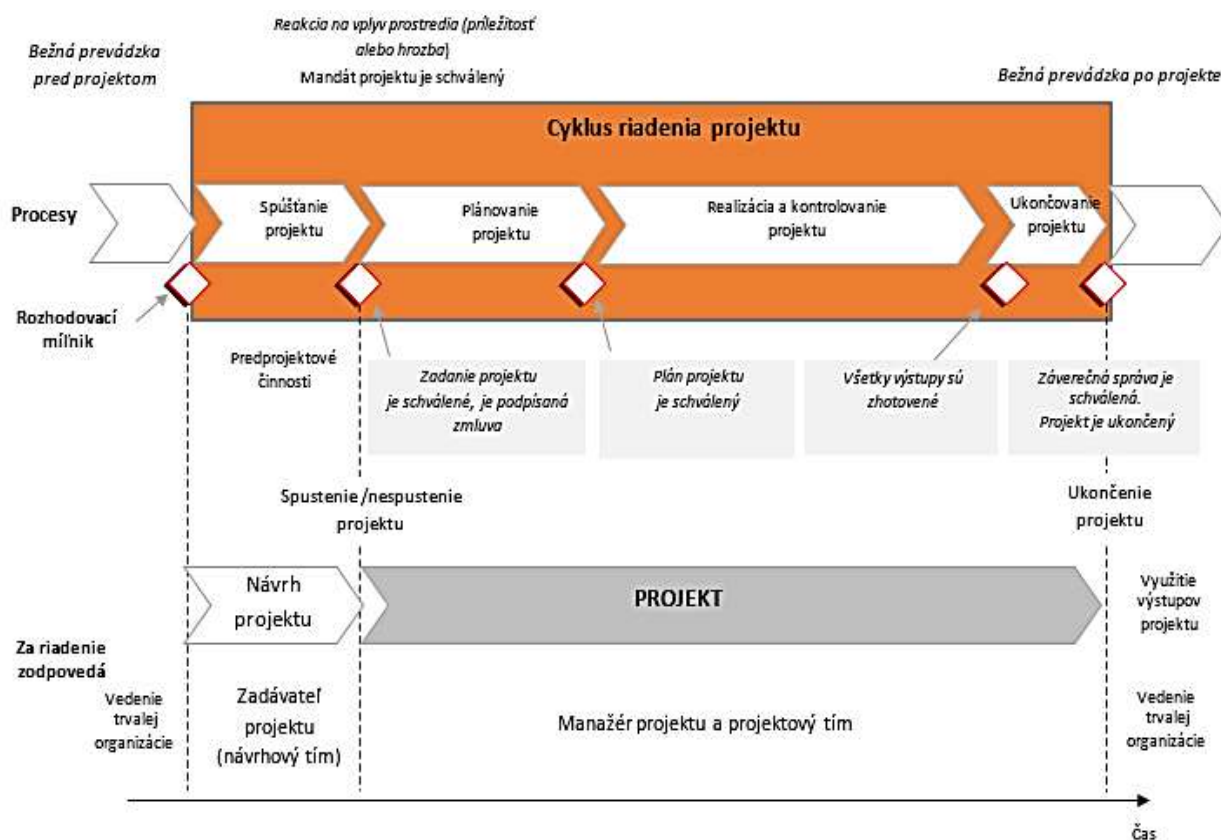 Bežná prevádzka
pred projektom
Reakcia na vplyv prostredia (príležitosť
alebo hrozba)
Mandát projektu je schválený
Bežná prevádzka po projekte
Cyklus riadenia projektu
Procesy
Spúšťanie
projektu
Plánovanie
projektu
Realizácia a kontrolovanie
projektu
Ukončovanie
projektu
Rozhodovací
míľnik
Predprojektové
činnosti
Zadanie projektu
je schválené, je podpísaná
zmluva
Plán projektu
je schválený
Všetky výstupy sú
zhotovené
Záverečná správa je
schválená.
Projekt je ukončený
Spustenie/nespustenie
projektu
Ukončenie
projektu
Návrh
projektu
PROJEKT
Využitie
výstupov
projektu
Za riadenie
zodpovedá
Vedenie
trvalej
organizácie
Zadávateľ
projektu
(návrhový tím)
Manažér projektu a projektový tím
Vedenie
trvalej
organizácie
Čas